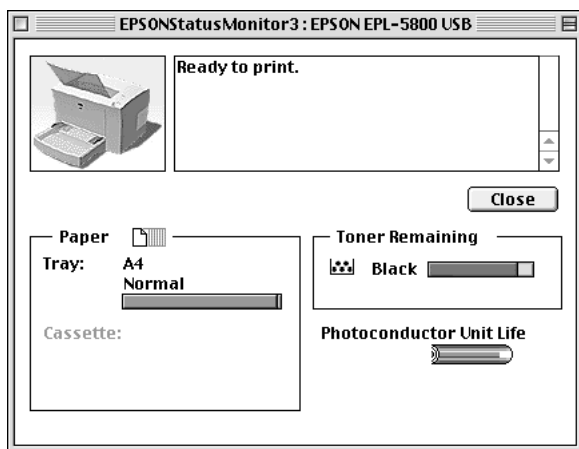 EPSONStatusMonitor3 : EPSON EPL-5800 USB
Ready to print.
Close
Paper
Tray: A4
Normal
Cassette:
Toner Remaining
Black
Photoconductor Unit Life